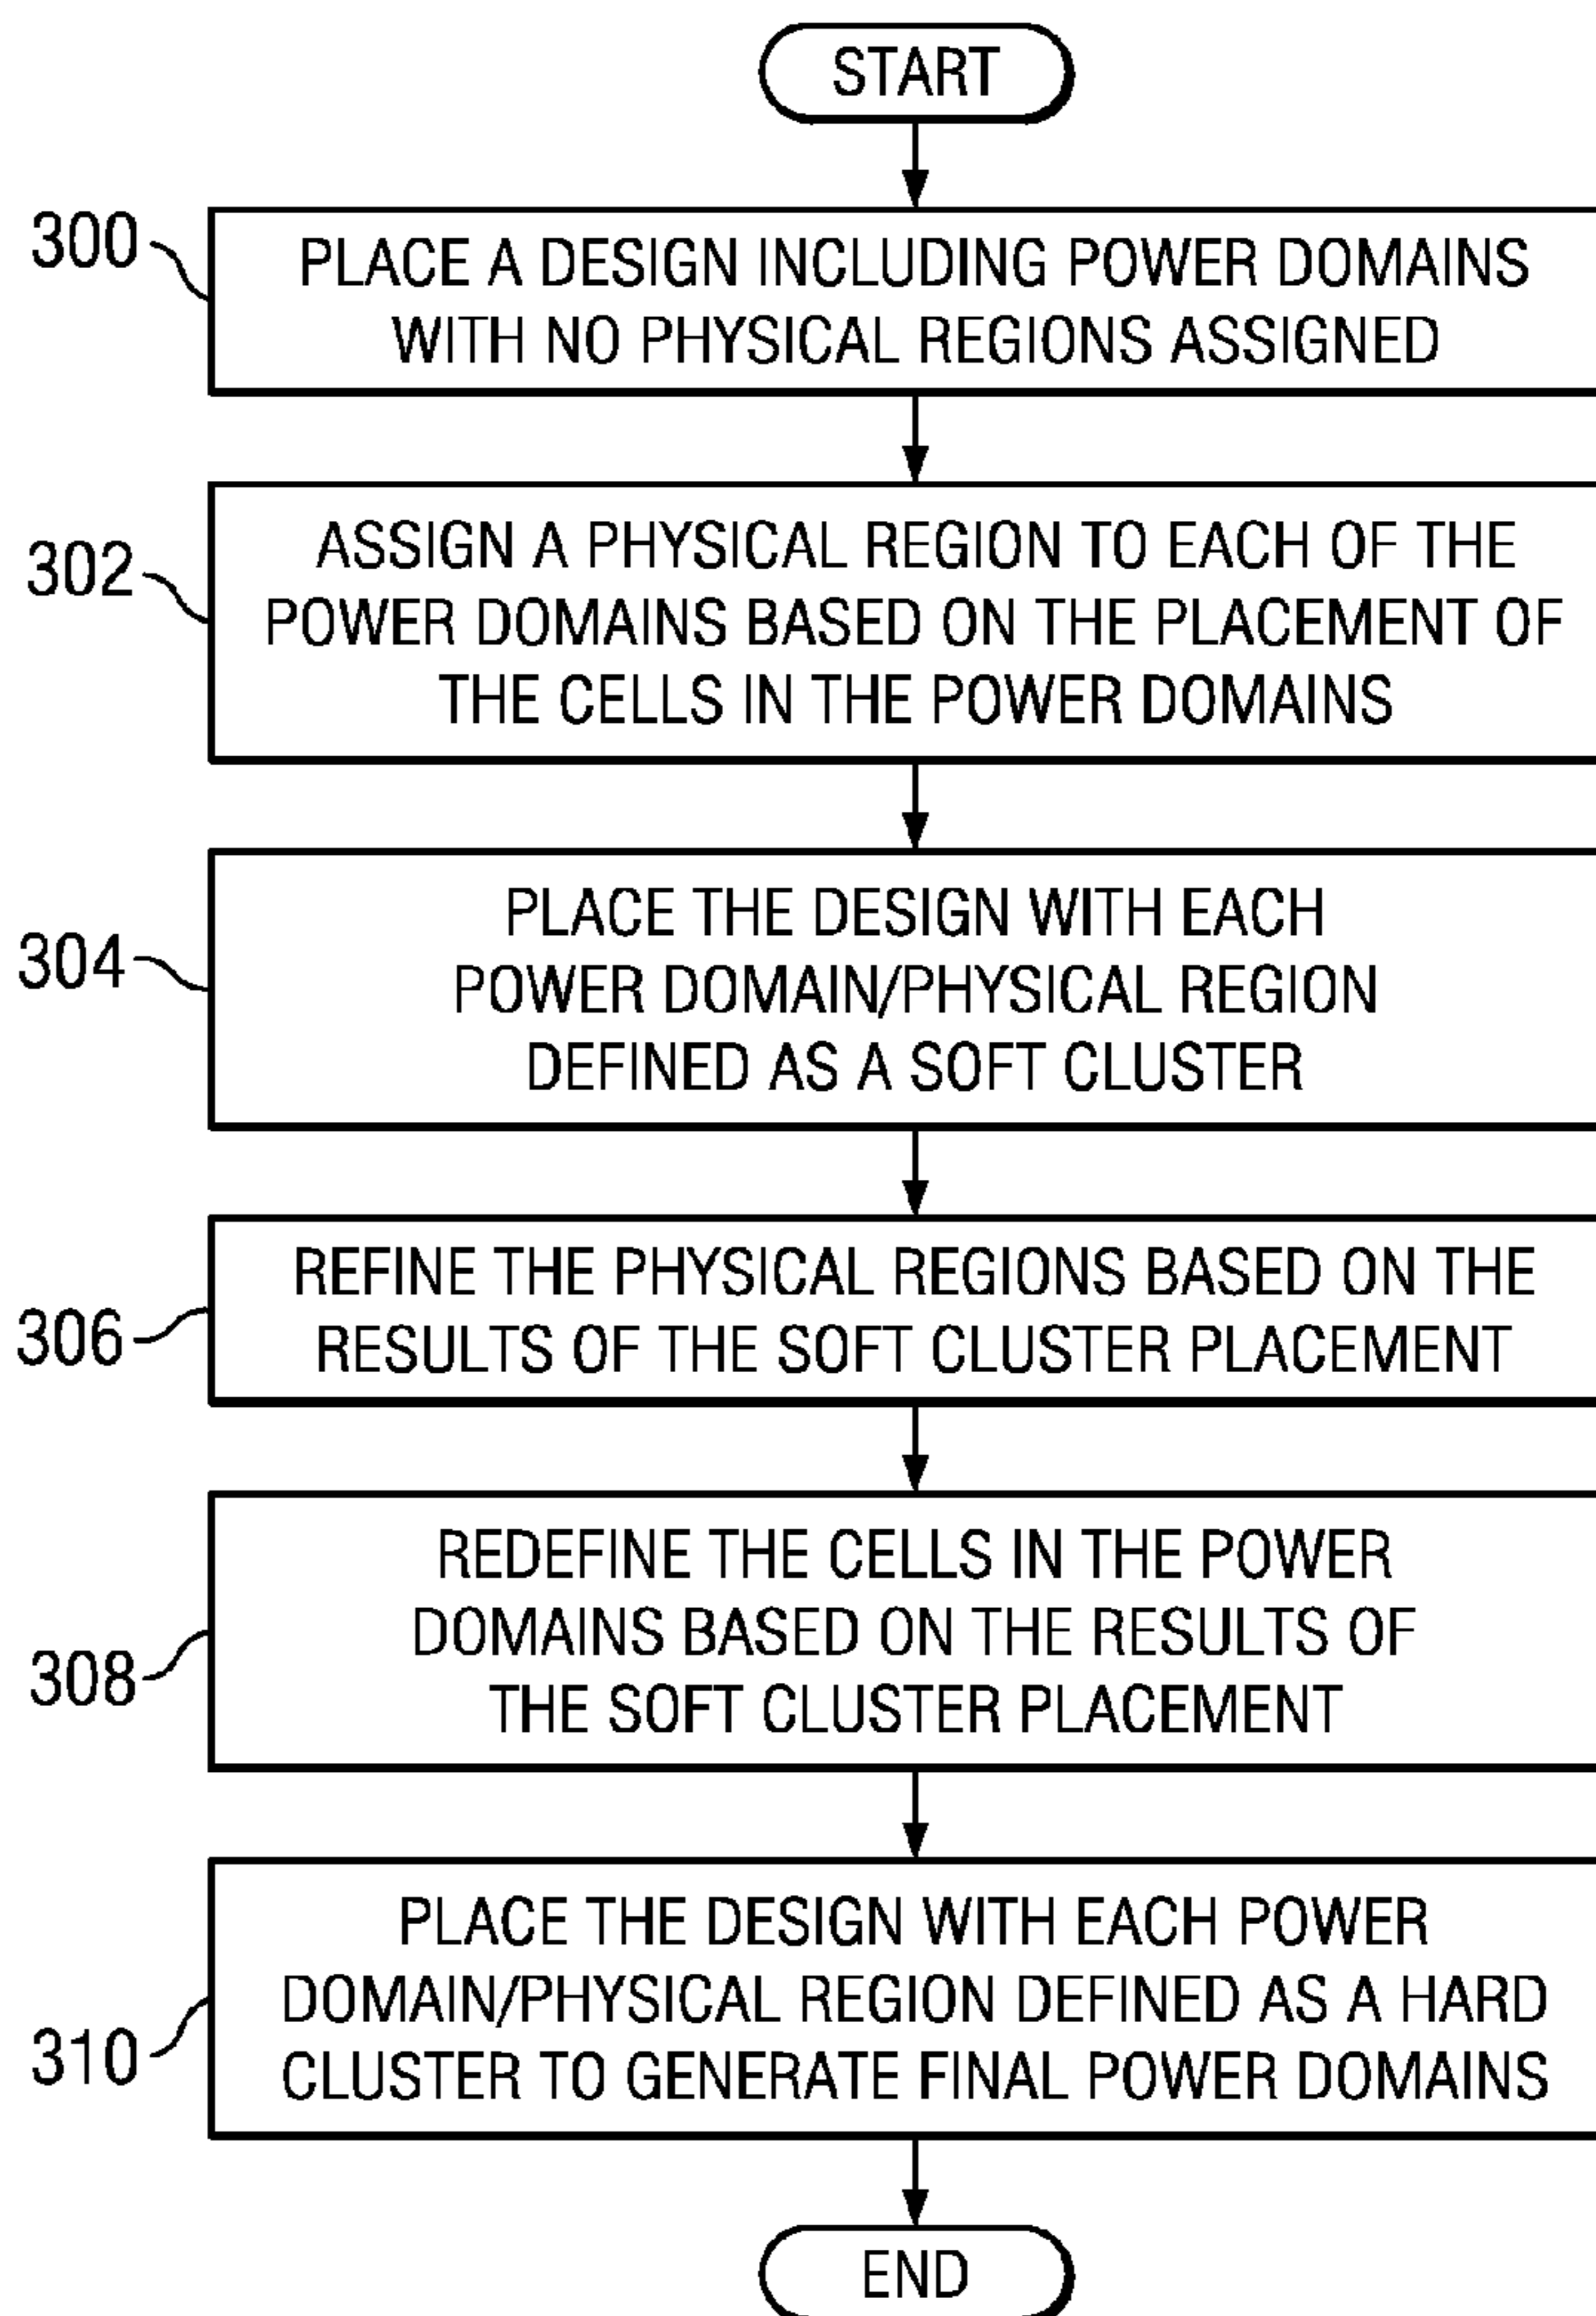 START
300
PLACE A DESIGN INCLUDING POWER DOMAINS
WITH NO PHYSICAL REGIONS ASSIGNED
302
ASSIGN A PHYSICAL REGION TO EACH OF THE
POWER DOMAINS BASED ON THE PLACEMENT OF
THE CELLS IN THE POWER DOMAINS
304
PLACE THE DESIGN WITH EACH
POWER DOMAIN/PHYSICAL REGION
DEFINED AS A SOFT CLUSTER
306
REFINE THE PHYSICAL REGIONS BASED ON THE
RESULTS OF THE SOFT CLUSTER PLACEMENT
308
REDEFINE THE CELLS IN THE POWER
DOMAINS BASED ON THE RESULTS OF
THE SOFT CLUSTER PLACEMENT
310
PLACE THE DESIGN WITH EACH POWER
DOMAIN/PHYSICAL REGION DEFINED AS A HARD
CLUSTER TO GENERATE FINAL POWER DOMAINS
END